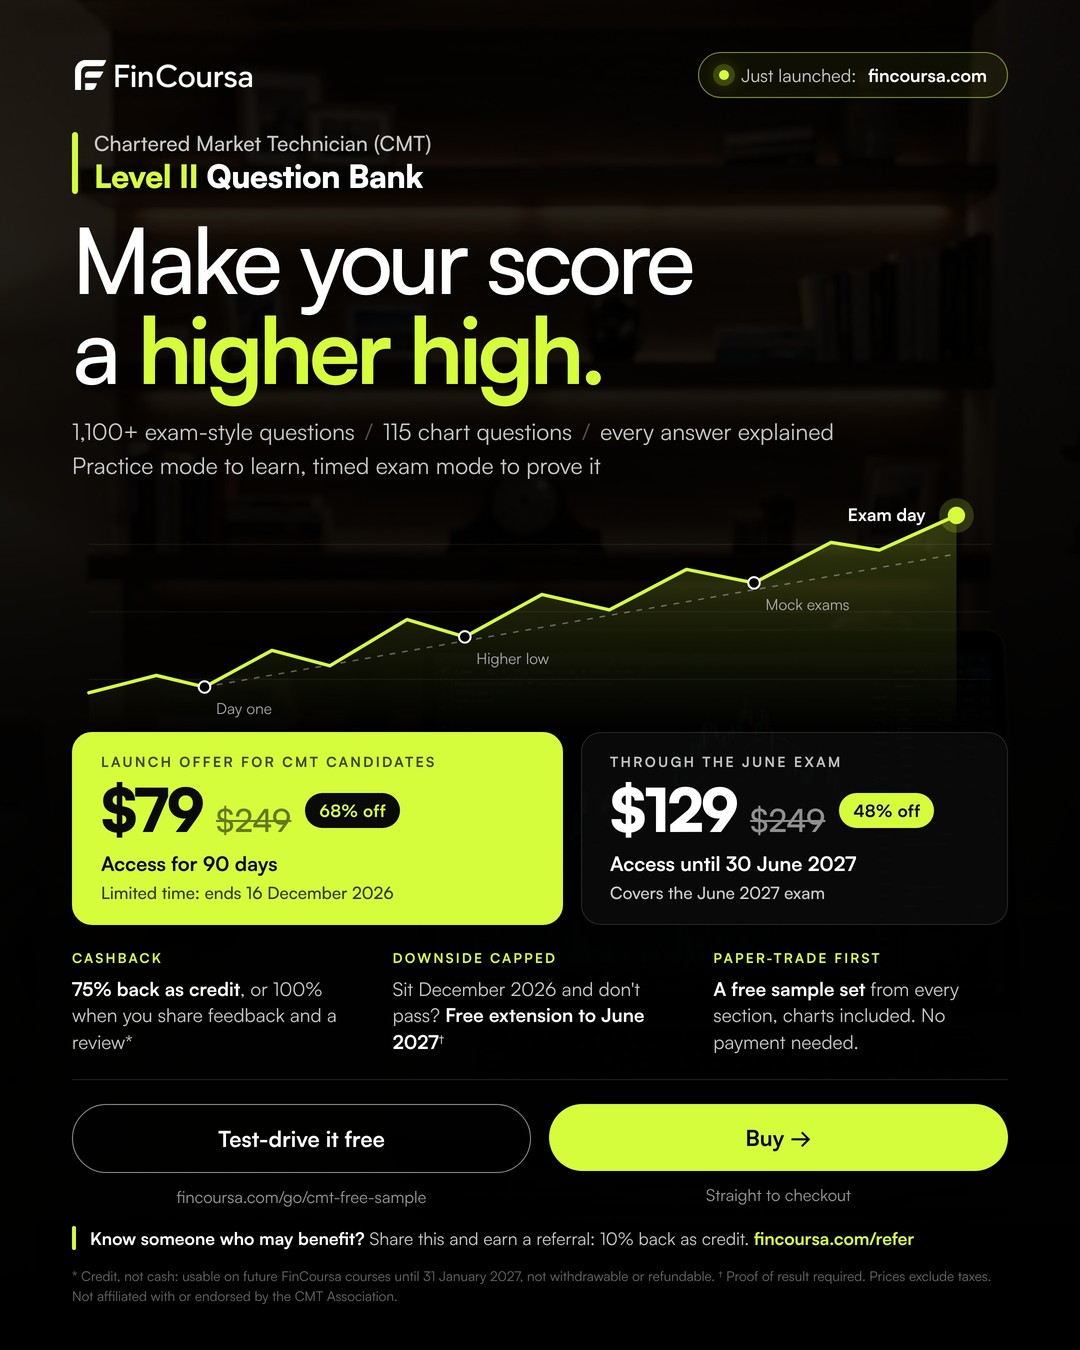 FinCoursa
Just launched: fincoursa.com
Chartered Market Technician (CMT)
Level II Question Bank
Make your score
a higher high.
1,100+ exam-style questions / 115 chart questions / every answer explained
Practice mode to learn, timed exam mode to prove it
Exam day
Mock exams
Higher low
Day one
LAUNCH OFFER FOR CMT CANDIDATES
$79 $249 68% off
Access for 90 days
Limited time: ends 16 December 2026
THROUGH THE JUNE EXAM
$129 $249 48% off
Access until 30 June 2027
Covers the June 2027 exam
CASHBACK
75% back as credit, or 100%
when you share feedback and a
review*
DOWNSIDE CAPPED
Sit December 2026 and don't
pass? Free extension to June
2027†
PAPER-TRADE FIRST
A free sample set from every
section, charts included. No
payment needed.
Test-drive it free
fincoursa.com/go/cmt-free-sample
Buy →
Straight to checkout
Know someone who may benefit? Share this and earn a referral: 10% back as credit. fincoursa.com/refer
* Credit, not cash: usable on future FinCoursa courses until 31 January 2027, not withdrawable or refundable. † Proof of result required. Prices exclude taxes.
Not affiliated with or endorsed by the CMT Association.